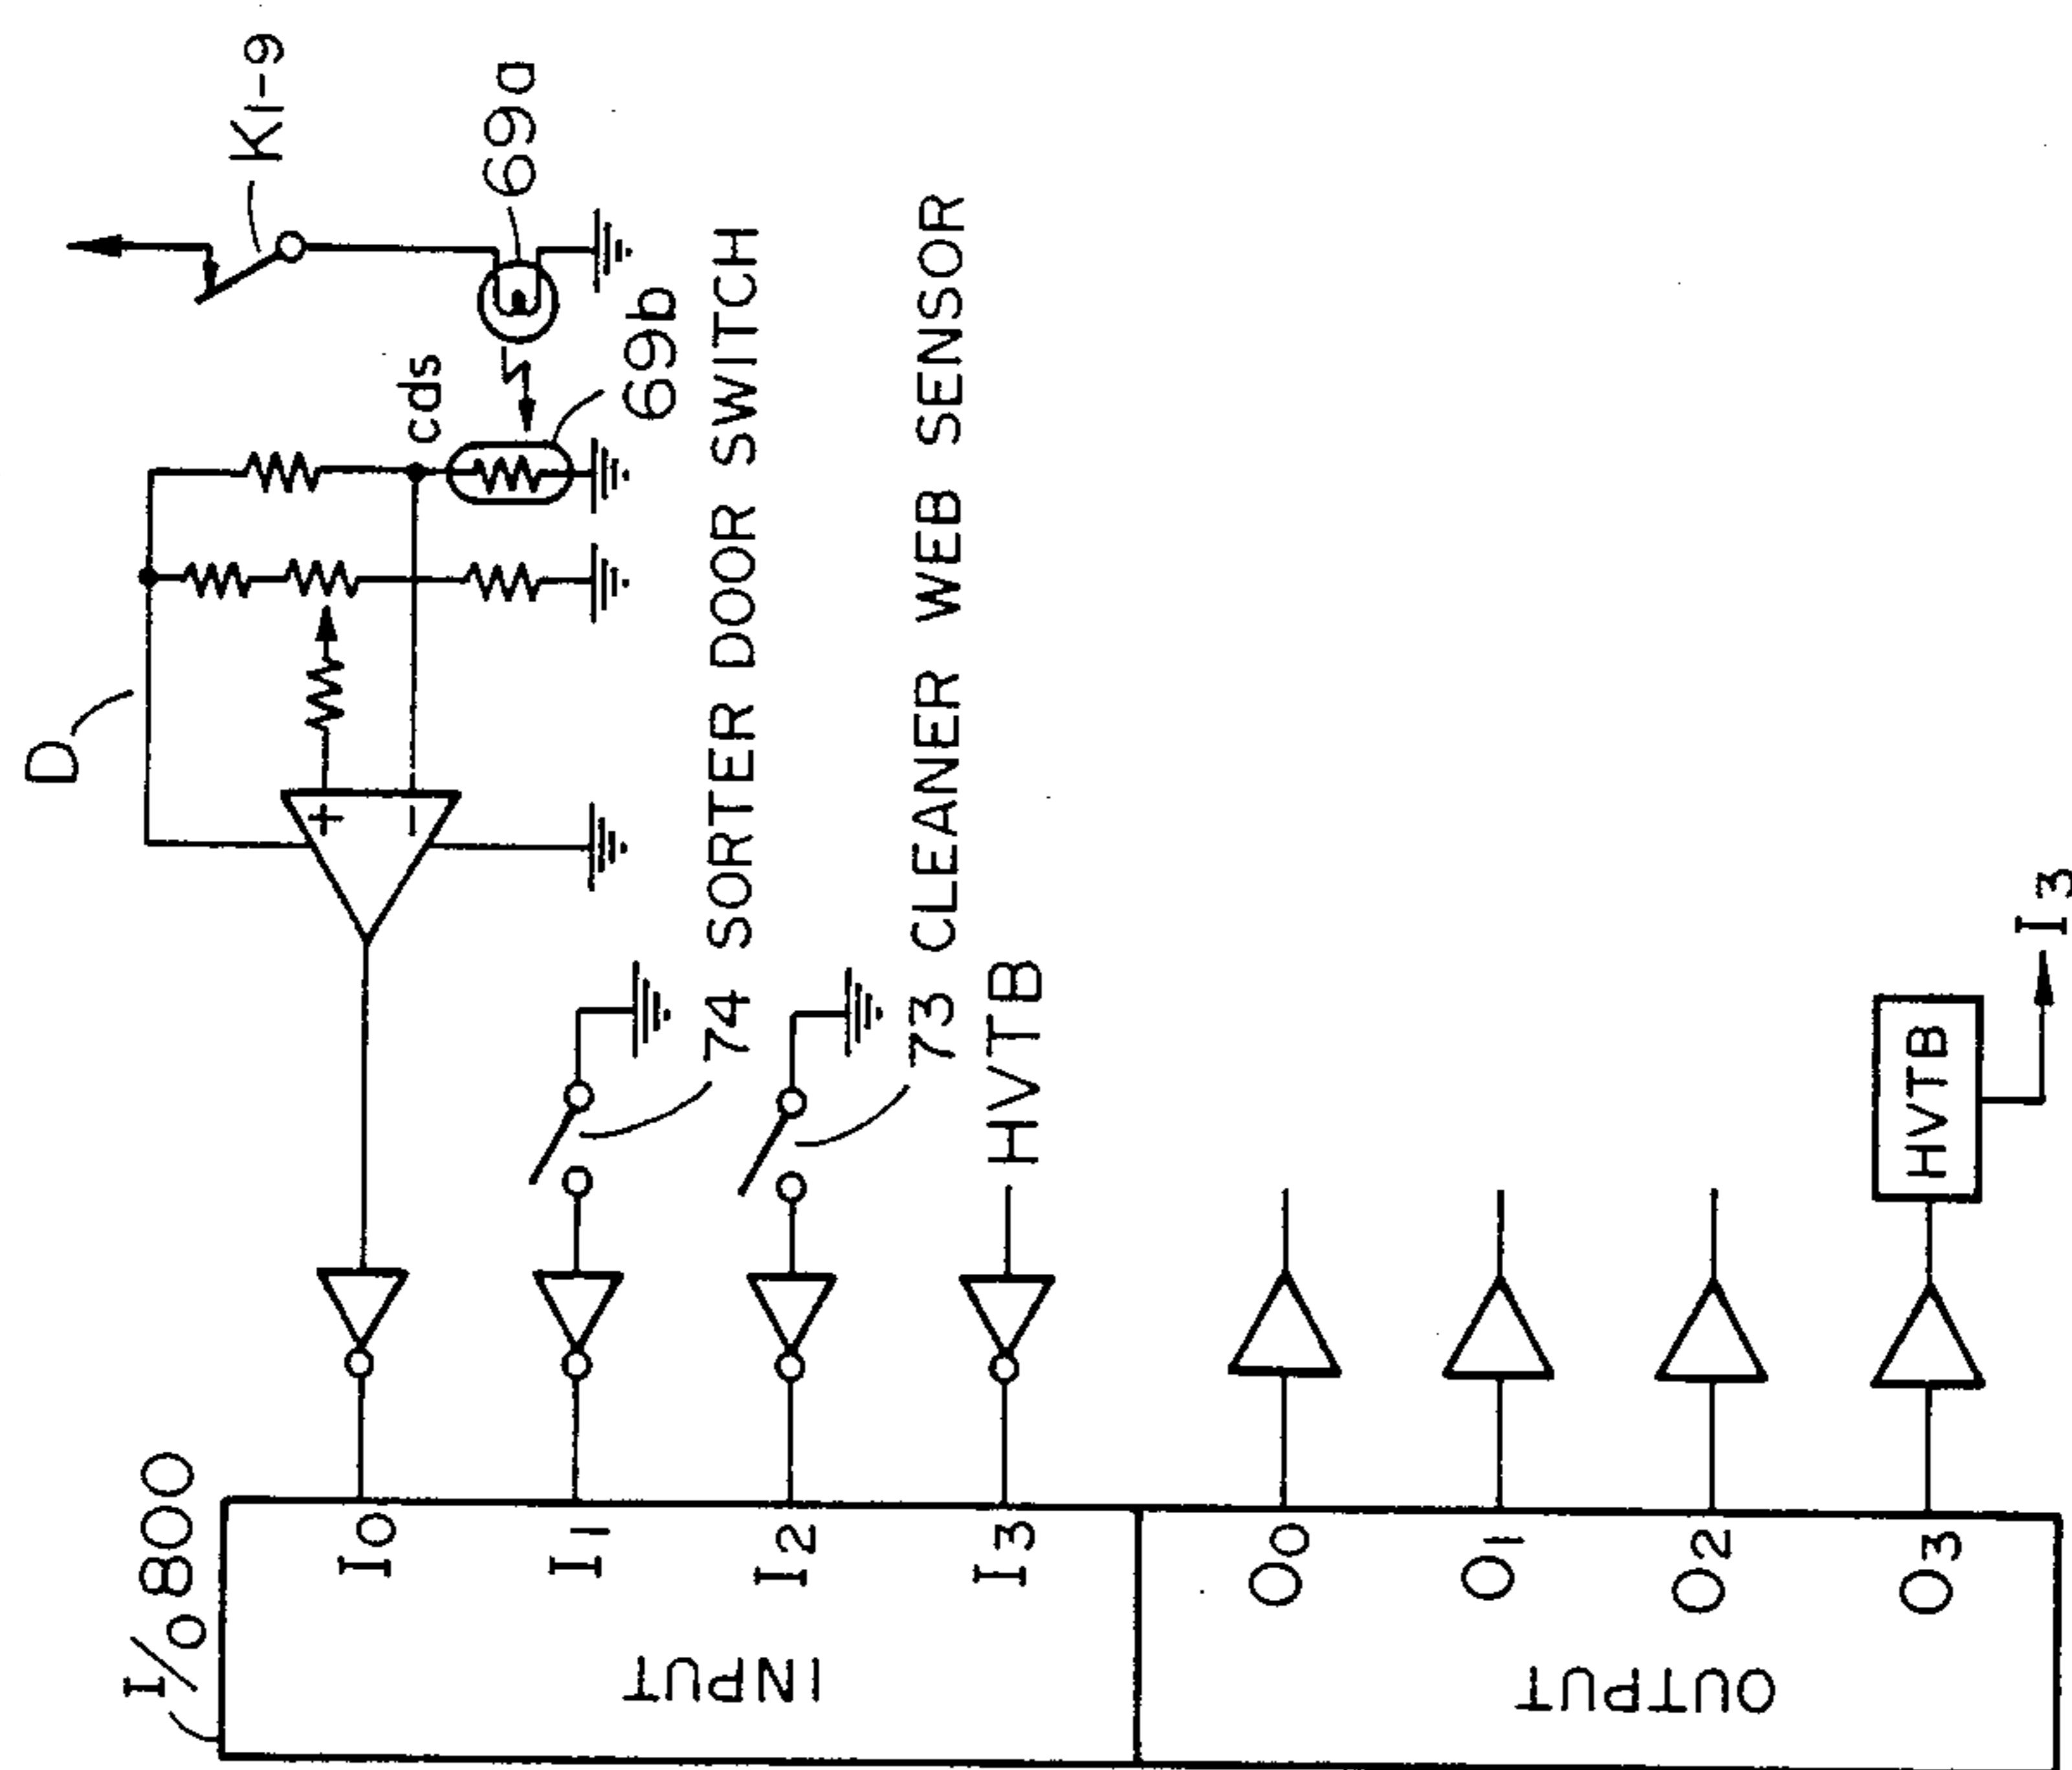 D
K1-9
cds
69a
69b
74 SORTER DOOR SWITCH
73 CLEANER WEB SENSOR
HVTB
+
−
I/O 800
I0
I1
I2
I3
INPUT
O0
O1
O2
O3
OUTPUT
HVTB
I3